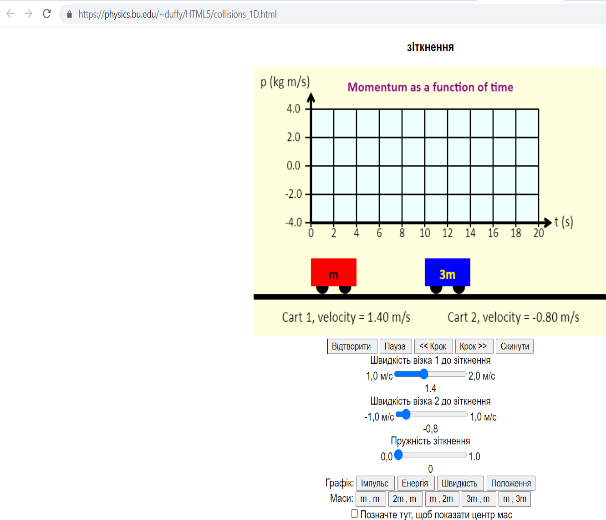 https://physics.bu.edu/~duffy/HTML5/collisions_1D.html
зіткнення
p (kg m/s) Momentum as a function of time
4.0
2.0
0.0
-2.0
-4.0
t (s)
0 2 4 6 8 10 12 14 16 18 20
m 3m
Cart 1, velocity = 1.40 m/s Cart 2, velocity = -0.80 m/s
Відтворити Пауза << Крок Крок >> Скинути
Швидкість візка 1 до зіткнення
1,0 м/с 2,0 м/с
1.4
Швидкість візка 2 до зіткнення
-1,0 м/с 1,0 м/с
-0,8
Пружність зіткнення
0,0 1.0
0
Графік: Імпульс Енергія Швидкість Положення
Маси: m , m 2m , m m , 2m 3m , m m , 3m
Позначте тут, щоб показати центр мас